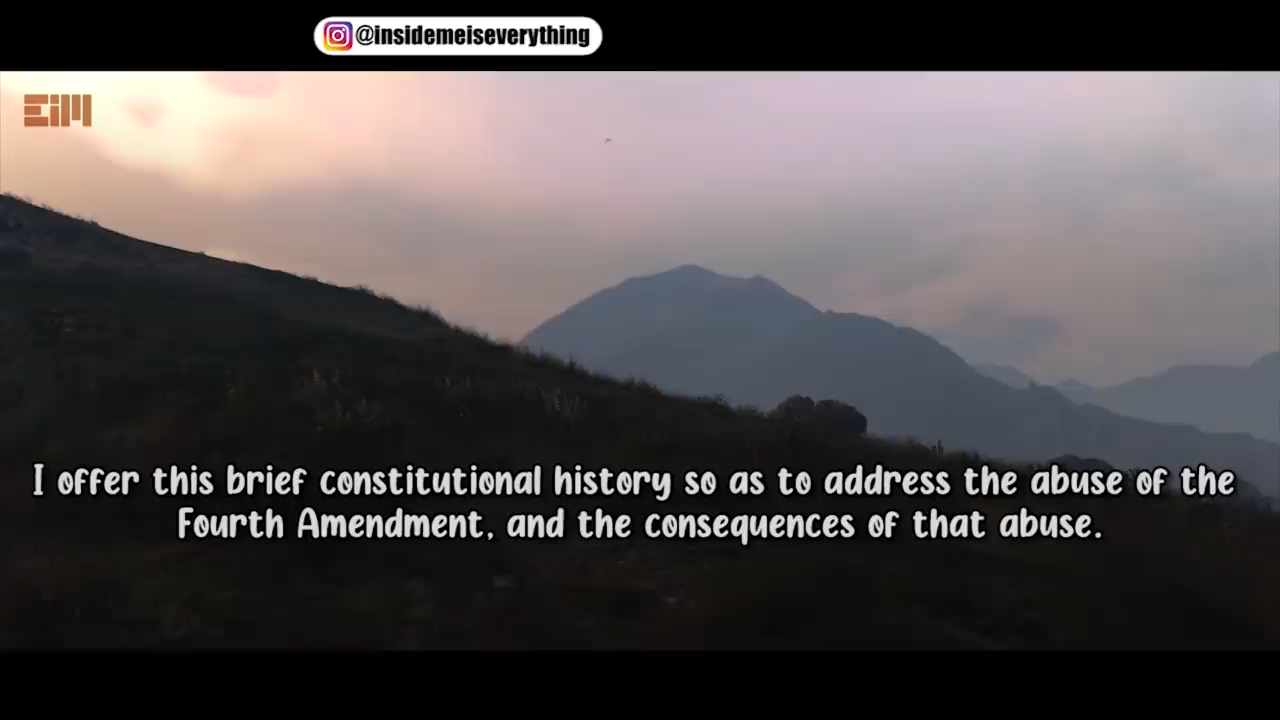 @insidemeiseverything
EiM
I offer this brief constitutional history so as to address the abuse of the
Fourth Amendment, and the consequences of that abuse.